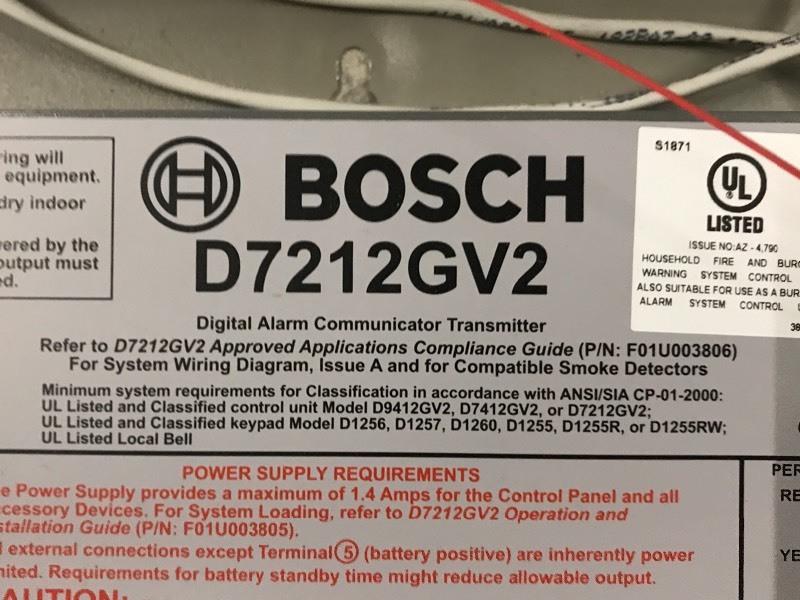 ring will
equipment.
dry indoor
ered by the
output must
ed.
BOSCH
D7212GV2
S1871
UL
LISTED
ISSUE NO:AZ - 4,790
HOUSEHOLD FIRE AND BURG
WARNING SYSTEM CONTROL
ALSO SUITABLE FOR USE AS A BUR
ALARM SYSTEM CONTROL
38
Digital Alarm Communicator Transmitter
Refer to D7212GV2 Approved Applications Compliance Guide (P/N: F01U003806)
For System Wiring Diagram, Issue A and for Compatible Smoke Detectors
Minimum system requirements for Classification in accordance with ANSI/SIA CP-01-2000:
UL Listed and Classified control unit Model D9412GV2, D7412GV2, or D7212GV2;
UL Listed and Classified keypad Model D1256, D1257, D1260, D1255, D1255R, or D1255RW;
UL Listed Local Bell
POWER SUPPLY REQUIREMENTS
e Power Supply provides a maximum of 1.4 Amps for the Control Panel and all
ccessory Devices. For System Loading, refer to D7212GV2 Operation and
stallation Guide (P/N: F01U003805).
l external connections except Terminal 5 (battery positive) are inherently power
mited. Requirements for battery standby time might reduce allowable output.
CAUTION:
PER
RE
YE